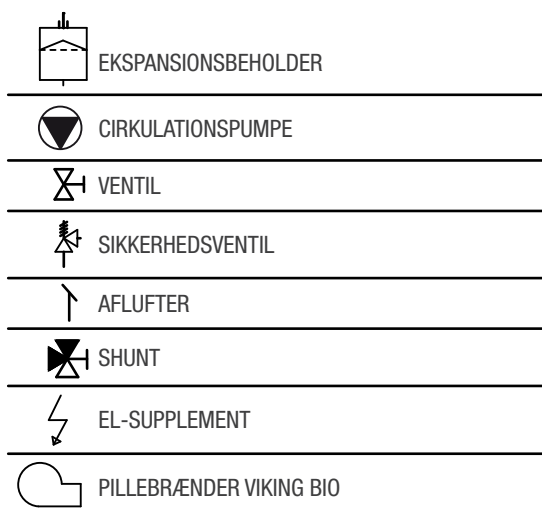 EKSPANSIONSBEHOLDER
CIRKULATIONSPUMPE
VENTIL
SIKKERHEDSVENTIL
AFLUFTER
SHUNT
EL-SUPPLEMENT
PILLEBRÆNDER VIKING BIO